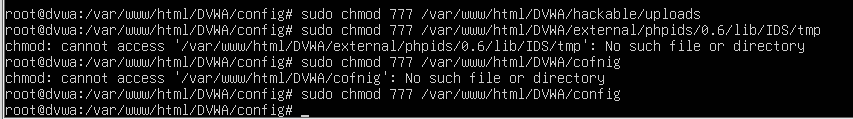 root@dvwa:/var/www/html/DVWA/config# sudo chmod 777 /var/www/html/DVWA/hackable/uploads
root@dvwa:/var/www/html/DVWA/config# sudo chmod 777 /var/www/html/DVWA/external/phpids/0.6/lib/IDS/tmp
chmod: cannot access '/var/www/html/DVWA/external/phpids/0.6/lib/IDS/tmp': No such file or directory
root@dvwa:/var/www/html/DVWA/config# sudo chmod 777 /var/www/html/DVWA/cofnig
chmod: cannot access '/var/www/html/DVWA/cofnig': No such file or directory
root@dvwa:/var/www/html/DVWA/config# sudo chmod 777 /var/www/html/DVWA/config
root@dvwa:/var/www/html/DVWA/config# _